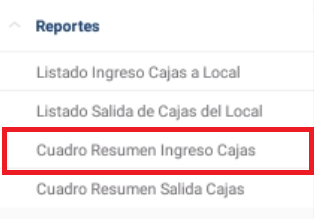 Reportes
Listado Ingreso Cajas a Local
Listado Salida de Cajas del Local
Cuadro Resumen Ingreso Cajas
Cuadro Resumen Salida Cajas